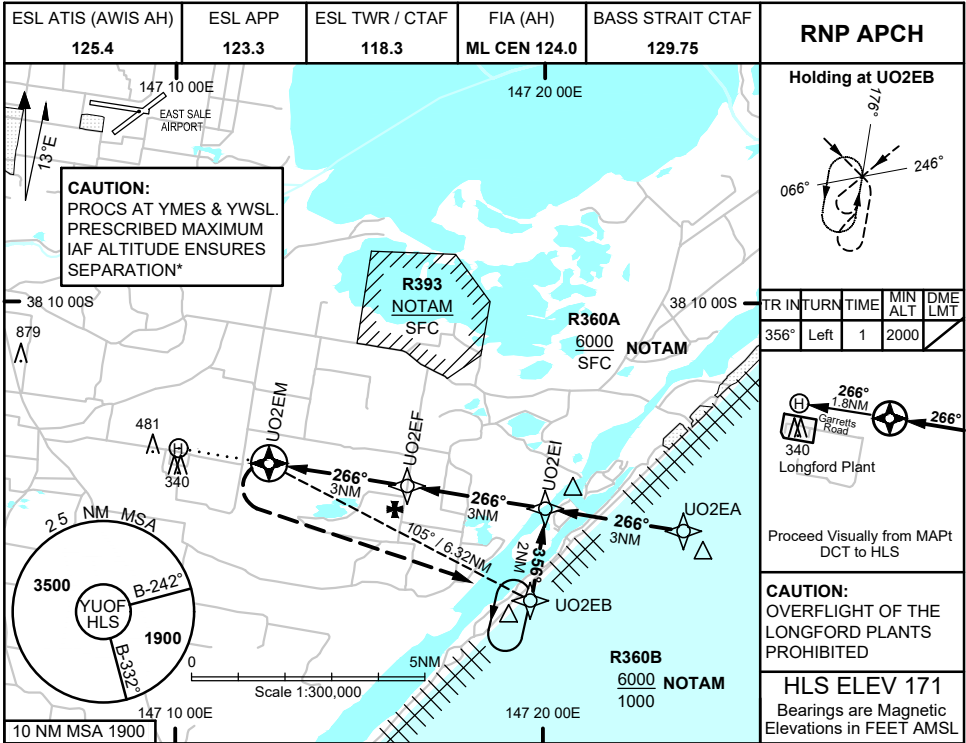 ESL ATIS (AWIS AH)
125.4
ESL APP
123.3
ESL TWR / CTAF
118.3
FIA (AH)
ML CEN 124.0
BASS STRAIT CTAF
129.75
RNP APCH
147 10 00E
147 20 00E
EAST SALE
AIRPORT
13°E
CAUTION:
PROCS AT YMES & YWSL.
PRESCRIBED MAXIMUM
IAF ALTITUDE ENSURES
SEPARATION*
38 10 00S
R393
NOTAM
SFC
R360A
6000
SFC
NOTAM
38 10 00S
879
481
H
340
UO2EM
UO2EF
UO2EI
UO2EA
UO2EB
266°
3NM
266°
3NM
266°
3NM
356°
2NM
105° / 6.32NM
25 NM MSA
3500
YUOF
HLS
B-242°
1900
B-332°
0
5NM
Scale 1:300,000
R360B
6000
1000
NOTAM
10 NM MSA 1900
147 10 00E
147 20 00E
Holding at UO2EB
176°
246°
066°
TR IN
TURN
TIME
MIN
ALT
DME
LMT
356°
Left
1
2000
266°
1.8NM
266°
H
Garretts
Road
340
Longford Plant
Proceed Visually from MAPt
DCT to HLS
CAUTION:
OVERFLIGHT OF THE
LONGFORD PLANTS
PROHIBITED
HLS ELEV 171
Bearings are Magnetic
Elevations in FEET AMSL